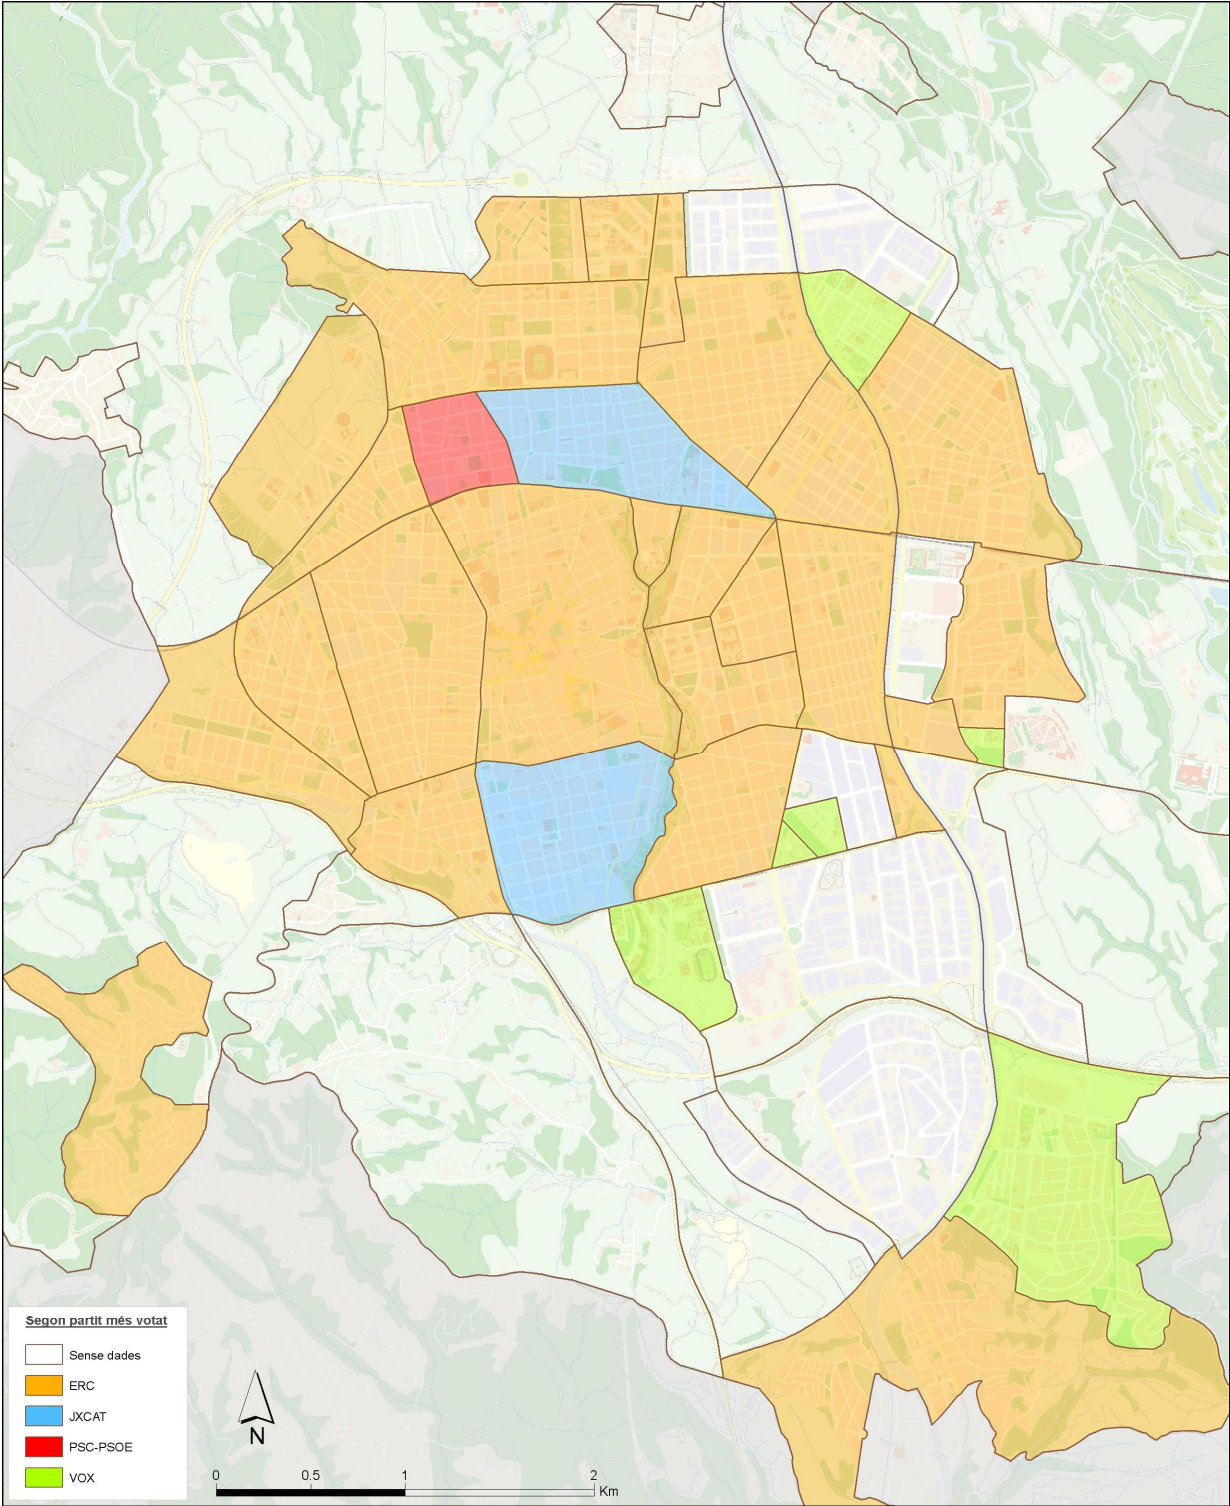 Segon partit més votat
Sense dades
ERC
JXCAT
PSC-PSOE
VOX
N
0 0.5 1 2
Km